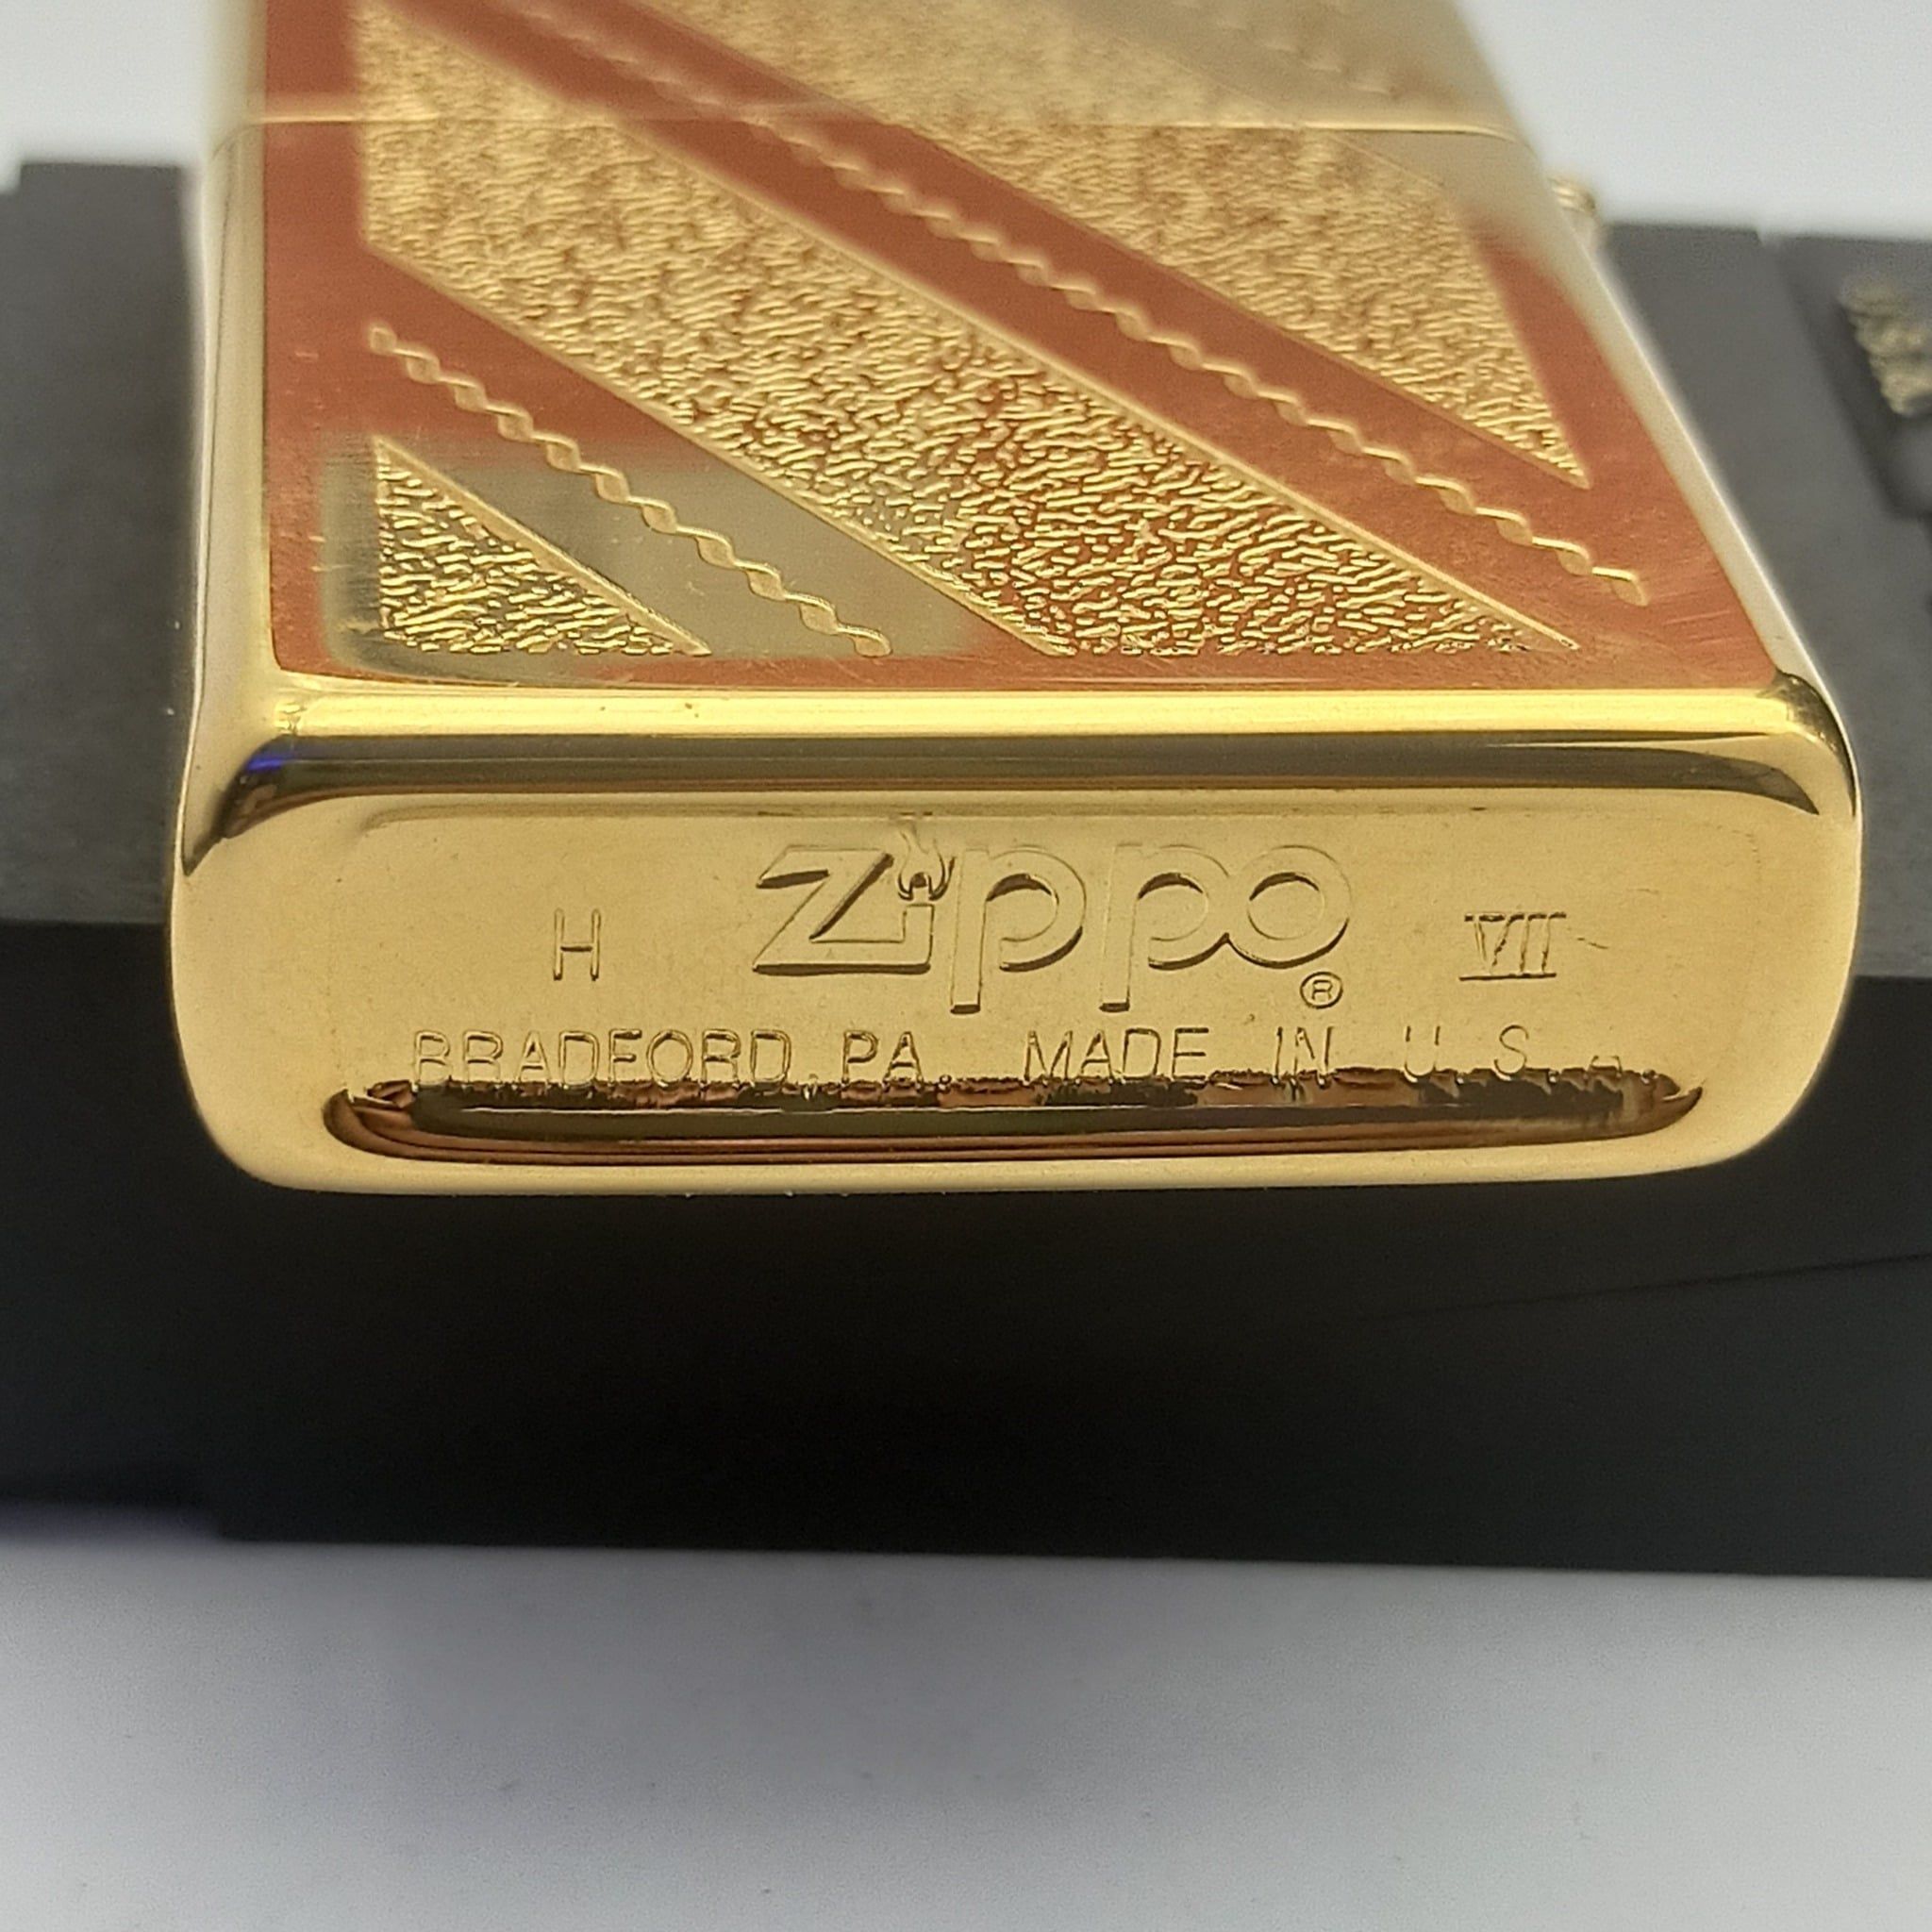 H Zippo ® VII
BRADFORD, PA. MADE IN U.S.A.